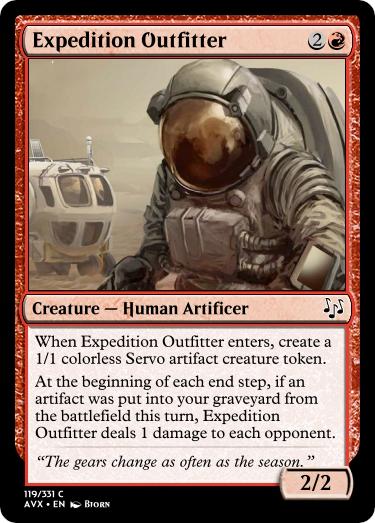 Expedition Outfitter 2
Creature — Human Artificer
When Expedition Outfitter enters, create a
1/1 colorless Servo artifact creature token.
At the beginning of each end step, if an
artifact was put into your graveyard from
the battlefield this turn, Expedition
Outfitter deals 1 damage to each opponent.
“The gears change as often as the season.”
2/2
119/331 C
AVX • EN Bjorn